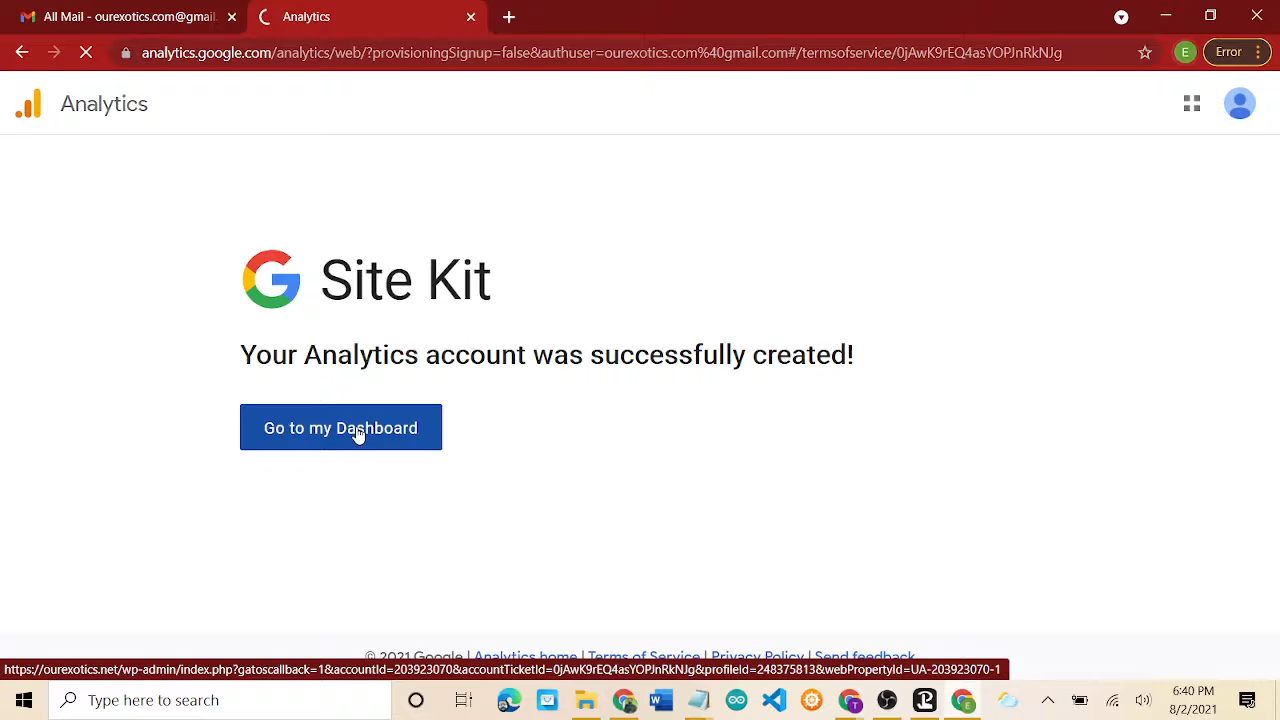 All Mail - ourexotics.com@gmail.
Analytics
analytics.google.com/analytics/web/?provisioningSignup=false&authuser=ourexotics.com%40gmail.com#/termsofservice/0jAwK9rEQ4asYOPJnRkNJg
E
Error
Analytics
Site Kit
Your Analytics account was successfully created!
Go to my Dashboard
© 2021 Google | Analytics home | Terms of Service | Privacy Policy | Send feedback
https://ourexotics.net/wp-admin/index.php?gatoscallback=1&accountId=203923070&accountTicketId=0jAwK9rEQ4asYOPJnRkNJg&profileId=248375813&webPropertyId=UA-203923070-1
Type here to search
6:40 PM
8/2/2021